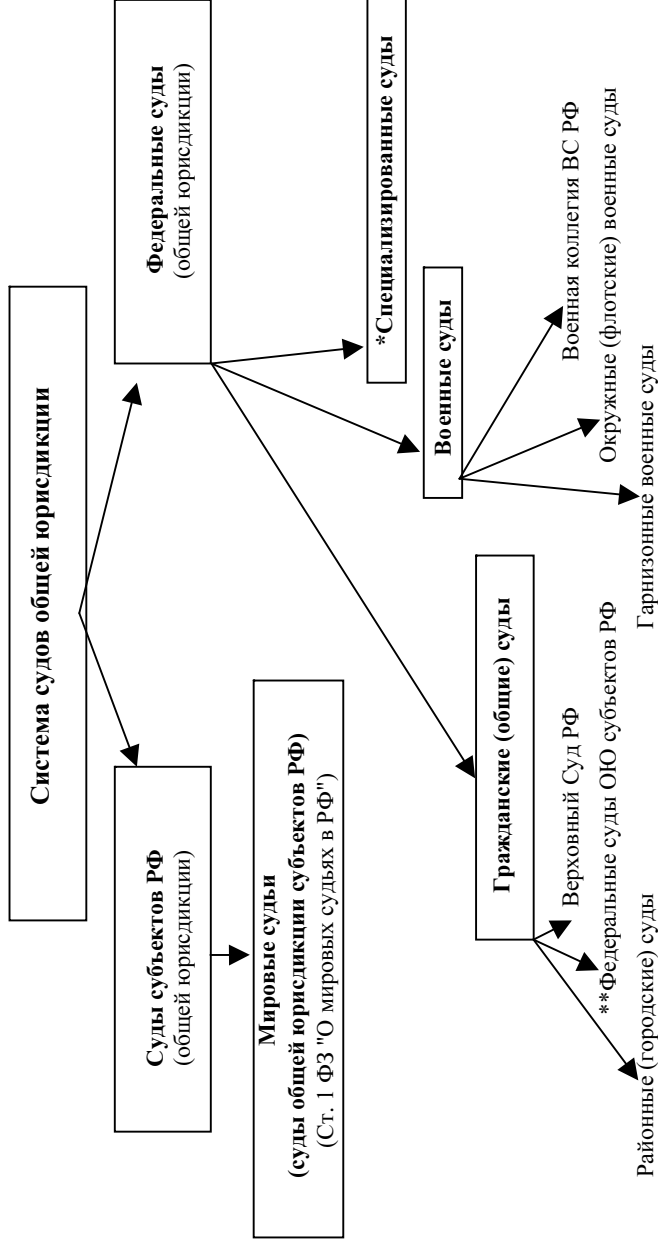 Система судов общей юрисдикции
Суды субъектов РФ
(общей юрисдикции)
Федеральные суды
(общей юрисдикции)
Мировые судьи
(суды общей юрисдикции субъектов РФ)
(Ст. 1 ФЗ "О мировых судьях в РФ")
*Специализированные суды
Военные суды
Гражданские (общие) суды
Верховный Суд РФ
**Федеральные суды ОЮ субъектов РФ
Районные (городские) суды
Военная коллегия ВС РФ
Окружные (флотские) военные суды
Гарнизонные военные суды